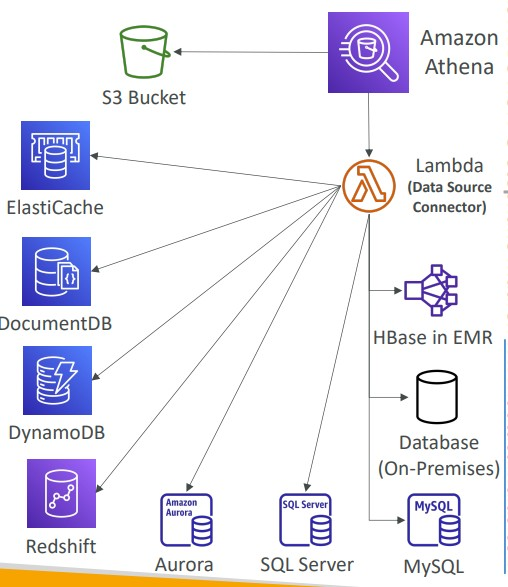 Amazon
Athena
S3 Bucket
Lambda
(Data Source
Connector)
ElastiCache
DocumentDB
HBase in EMR
DynamoDB
Database
(On-Premises)
Redshift
Amazon
Aurora
Aurora
SQL Server
SQL Server
MySQL
MySQL